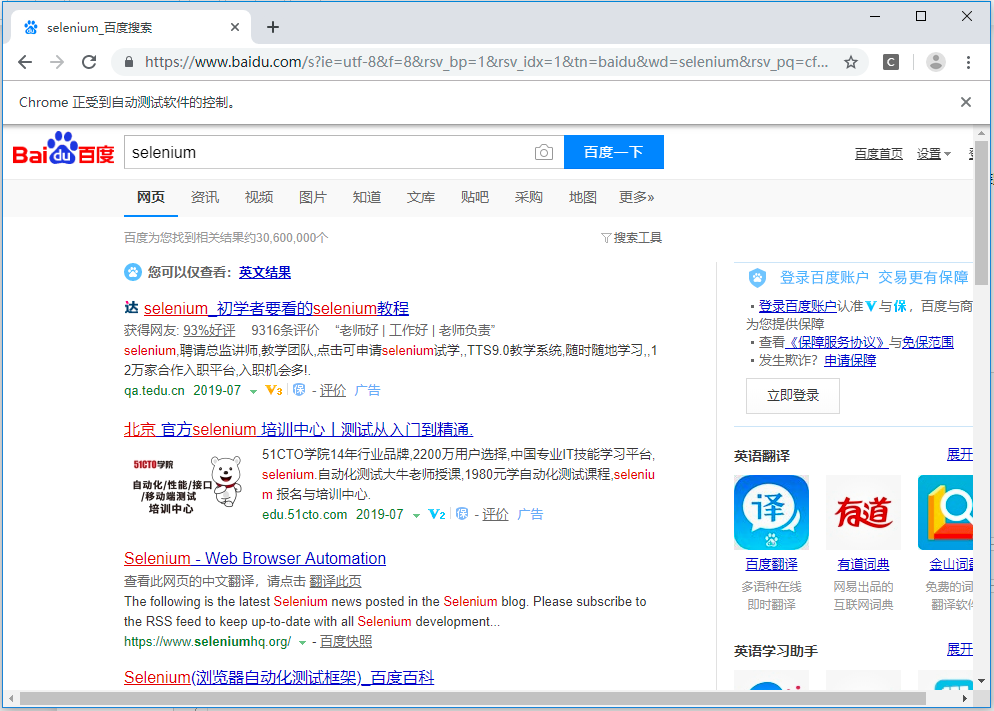 selenium_百度搜索
https://www.baidu.com/s?ie=utf-8&f=8&rsv_bp=1&rsv_idx=1&tn=baidu&wd=selenium&rsv_pq=cf...
C
Chrome 正受到自动测试软件的控制。
Bai du 百度
selenium
百度一下
百度首页 设置
网页 资讯 视频 图片 知道 文库 贴吧 采购 地图 更多»
百度为您找到相关结果约30,600,000个
搜索工具
您可以仅查看：英文结果
达 selenium_初学者要看的selenium教程
获得网友: 93%好评 9316条评价 “老师好 | 工作好 | 老师负责”
selenium,聘请总监讲师,教学团队,点击可申请selenium试学,,TTS9.0教学系统,随时随地学习,,1
2万家合作入职平台,入职机会多!.
qa.tedu.cn 2019-07 V3 保 - 评价 广告
北京 官方selenium 培训中心丨测试从入门到精通.
51CTO学院
自动化/性能/接口
/移动端测试
培训中心
51CTO学院14年行业品牌,2200万用户选择,中国专业IT技能学习平台,
selenium.自动化测试大牛老师授课,1980元学自动化测试课程,seleniu
m 报名与培训中心.
edu.51cto.com 2019-07 V2 保 - 评价 广告
Selenium - Web Browser Automation
查看此网页的中文翻译，请点击 翻译此页
The following is the latest Selenium news posted in the Selenium blog. Please subscribe to
the RSS feed to keep up-to-date with all Selenium development...
https://www.seleniumhq.org/ - 百度快照
Selenium(浏览器自动化测试框架)_百度百科
登录百度账户 交易更有保障
·登录百度账户认准V与保，百度与商
为您提供保障
·查看《保障服务协议》与免保范围
·发生欺诈？申请保障
立即登录
英语翻译
展开
译
有道
百度翻译 有道词典 金山词
多语种在线 网易出品的 免费的词
即时翻译 互联网词典 翻译软
英语学习助手
展开